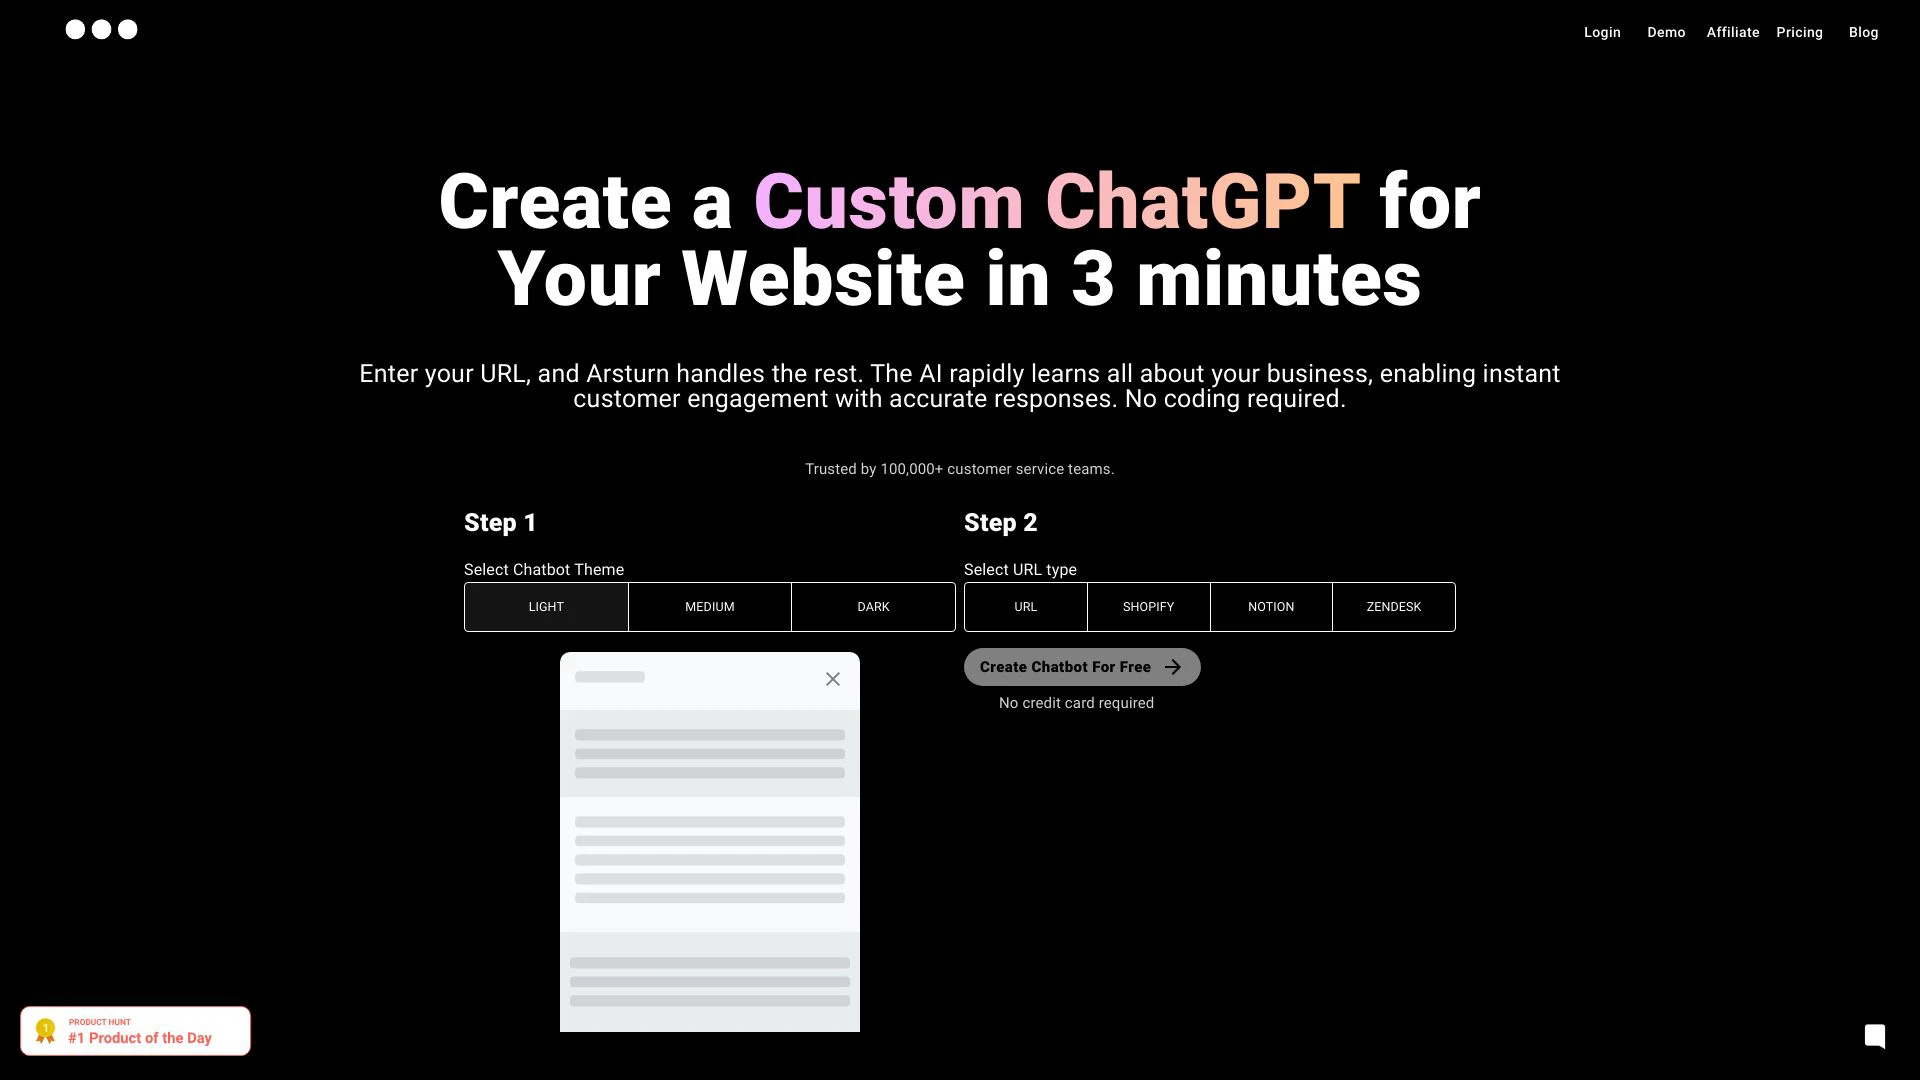 Login Demo Affiliate Pricing Blog
Create a Custom ChatGPT for
Your Website in 3 minutes
Enter your URL, and Arsturn handles the rest. The AI rapidly learns all about your business, enabling instant
customer engagement with accurate responses. No coding required.
Trusted by 100,000+ customer service teams.
Step 1
Select Chatbot Theme
LIGHT MEDIUM DARK
Step 2
Select URL type
URL SHOPIFY NOTION ZENDESK
Create Chatbot For Free
No credit card required
1
PRODUCT HUNT
#1 Product of the Day